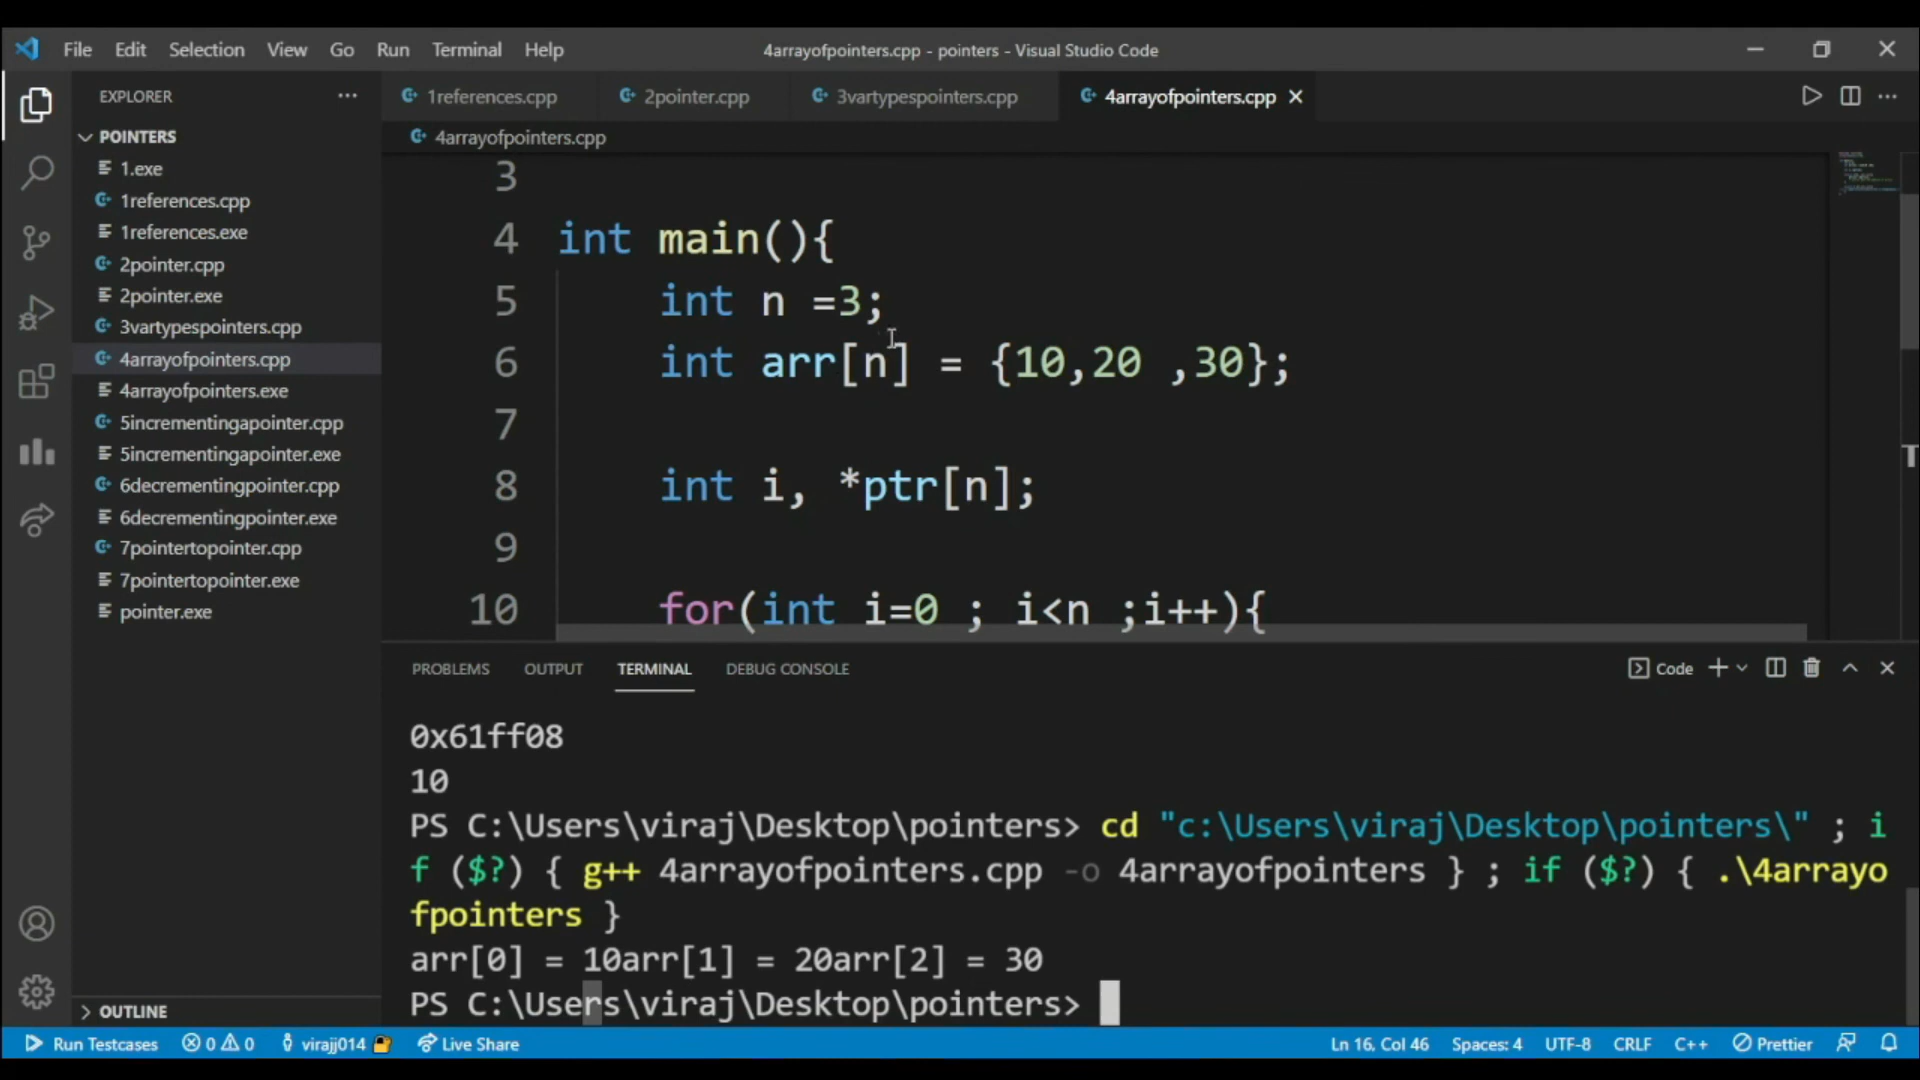 File Edit Selection View Go Run Terminal Help
4arrayofpointers.cpp - pointers - Visual Studio Code
EXPLORER
1references.cpp 2pointer.cpp 3vartypespointers.cpp 4arrayofpointers.cpp
POINTERS
1.exe
1references.cpp
1references.exe
2pointer.cpp
2pointer.exe
3vartypespointers.cpp
4arrayofpointers.cpp
4arrayofpointers.exe
5incrementingapointer.cpp
5incrementingapointer.exe
6decrementingpointer.cpp
6decrementingpointer.exe
7pointertopointer.cpp
7pointertopointer.exe
pointer.exe
OUTLINE
4arrayofpointers.cpp
3
4 int main(){
5 int n =3;
6 int arr[n] = {10,20 ,30};
7
8 int i, *ptr[n];
9
10 for(int i=0 ; i<n ;i++){
T
PROBLEMS OUTPUT TERMINAL DEBUG CONSOLE
Code
0x61ff08
10
PS C:\Users\viraj\Desktop\pointers> cd "c:\Users\viraj\Desktop\pointers\" ; i
f ($?) { g++ 4arrayofpointers.cpp -o 4arrayofpointers } ; if ($?) { .\4arrayo
fpointers }
arr[0] = 10arr[1] = 20arr[2] = 30
PS C:\Users\viraj\Desktop\pointers>
Run Testcases 0 0 virajj014 Live Share
Ln 16, Col 46 Spaces: 4 UTF-8 CRLF C++ Prettier